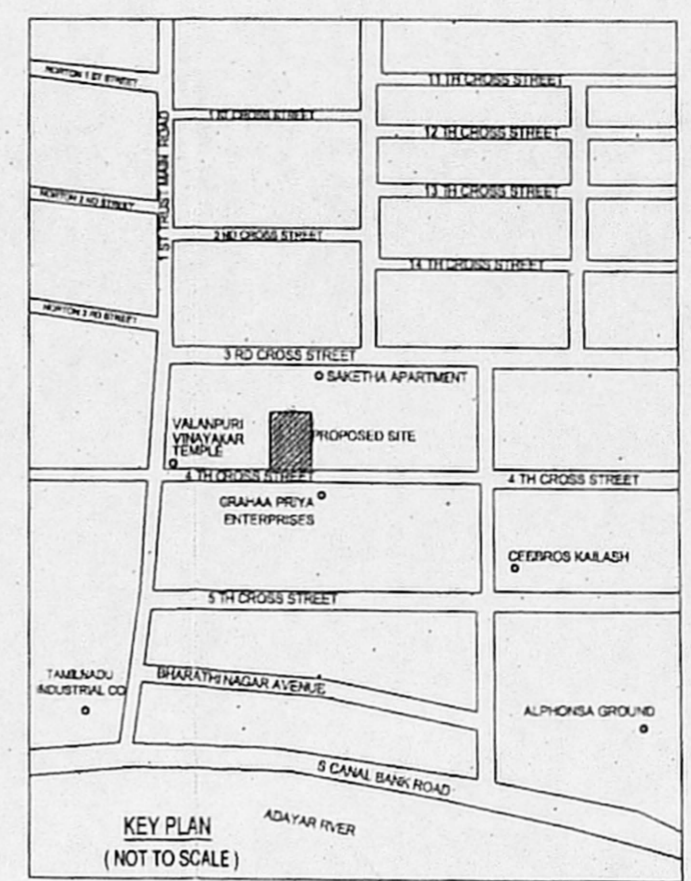 NORTON 1 ST STREET
11 TH CROSS STREET
1 ST CROSS STREET
12 TH CROSS STREET
1 ST TRUST MAIN ROAD
13 TH CROSS STREET
NORTON 2 ND STREET
2 ND CROSS STREET
14 TH CROSS STREET
NORTON 3 RD STREET
3 RD CROSS STREET
SAKETHA APARTMENT
VALANPURI
VINAYAKAR
TEMPLE
PROPOSED SITE
4 TH CROSS STREET
4 TH CROSS STREET
GRAHAA PRIYA
ENTERPRISES
CEEBROS KAILASH
5 TH CROSS STREET
TAMILNADU
INDUSTRIAL CO
BHARATHI NAGAR AVENUE
ALPHONSA GROUND
S CANAL BANK ROAD
ADAYAR RVER
KEY PLAN
( NOT TO SCALE )